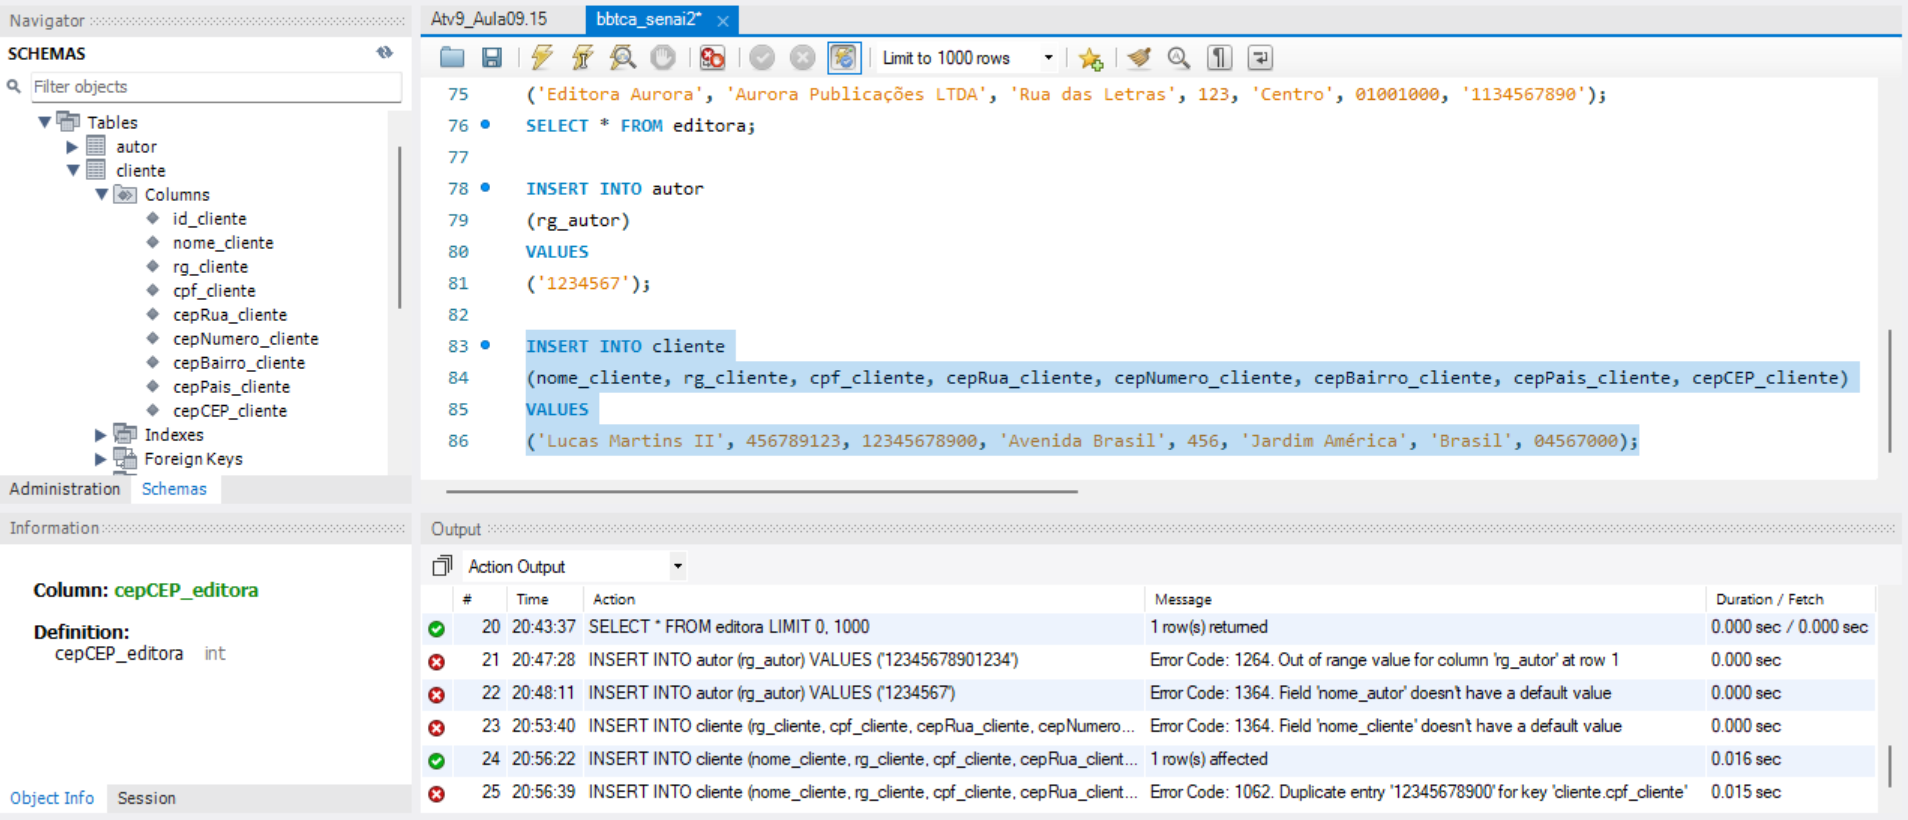 Navigator
SCHEMAS
Filter objects
Tables
autor
cliente
Columns
id_cliente
nome_cliente
rg_cliente
cpf_cliente
cepRua_cliente
cepNumero_cliente
cepBairro_cliente
cepPais_cliente
cepCEP_cliente
Indexes
Foreign Keys
Administration Schemas
Information
Column: cepCEP_editora
Definition:
cepCEP_editora int
Object Info Session
Atv9_Aula09.15 bbtca_senai2*
Limit to 1000 rows
75 ('Editora Aurora', 'Aurora Publicações LTDA', 'Rua das Letras', 123, 'Centro', 01001000, '1134567890');
76 SELECT * FROM editora;
77
78 INSERT INTO autor
79 (rg_autor)
80 VALUES
81 ('1234567');
82
83 INSERT INTO cliente
84 (nome_cliente, rg_cliente, cpf_cliente, cepRua_cliente, cepNumero_cliente, cepBairro_cliente, cepPais_cliente, cepCEP_cliente)
85 VALUES
86 ('Lucas Martins II', 456789123, 12345678900, 'Avenida Brasil', 456, 'Jardim América', 'Brasil', 04567000);
Output
Action Output
# Time Action Message Duration / Fetch
20 20:43:37 SELECT * FROM editora LIMIT 0, 1000 1 row(s) returned 0.000 sec / 0.000 sec
21 20:47:28 INSERT INTO autor (rg_autor) VALUES ('12345678901234') Error Code: 1264. Out of range value for column 'rg_autor' at row 1 0.000 sec
22 20:48:11 INSERT INTO autor (rg_autor) VALUES ('1234567') Error Code: 1364. Field 'nome_autor' doesn't have a default value 0.000 sec
23 20:53:40 INSERT INTO cliente (rg_cliente, cpf_cliente, cepRua_cliente, cepNumero... Error Code: 1364. Field 'nome_cliente' doesn't have a default value 0.000 sec
24 20:56:22 INSERT INTO cliente (nome_cliente, rg_cliente, cpf_cliente, cepRua_client... 1 row(s) affected 0.016 sec
25 20:56:39 INSERT INTO cliente (nome_cliente, rg_cliente, cpf_cliente, cepRua_client... Error Code: 1062. Duplicate entry '12345678900' for key 'cliente.cpf_cliente' 0.015 sec